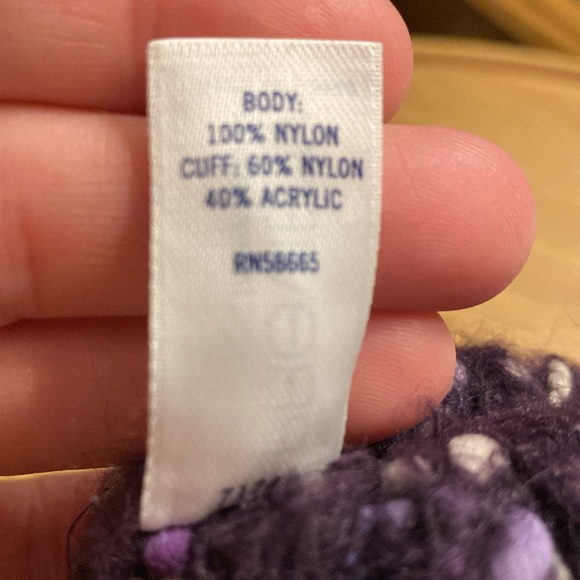 BODY:
100% NYLON
CUFF: 60% NYLON
40% ACRYLIC
RN58665